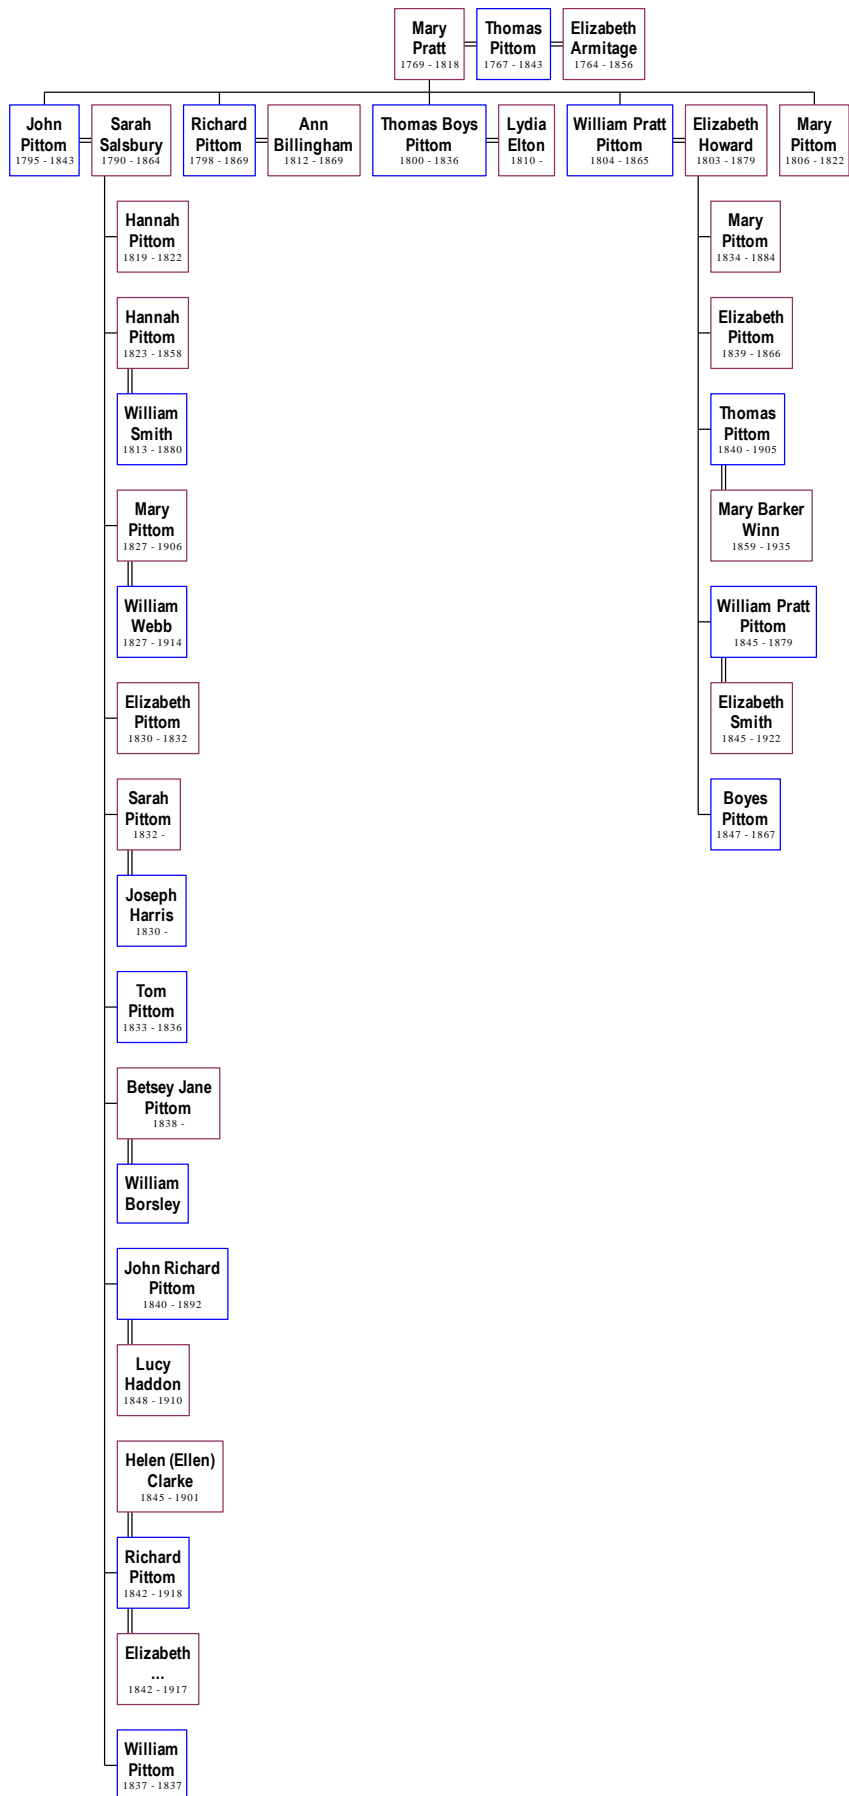 Mary
Pratt
1769 - 1818
Thomas
Pittom
1767 - 1843
Elizabeth
Armitage
1764 - 1856
John
Pittom
1795 - 1843
Sarah
Salsbury
1790 - 1864
Richard
Pittom
1798 - 1869
Ann
Billingham
1812 - 1869
Thomas Boys
Pittom
1800 - 1836
Lydia
Elton
1810 -
William Pratt
Pittom
1804 - 1865
Elizabeth
Howard
1803 - 1879
Mary
Pittom
1806 - 1822
Hannah
Pittom
1819 - 1822
Hannah
Pittom
1823 - 1858
William
Smith
1813 - 1880
Mary
Pittom
1827 - 1906
William
Webb
1827 - 1914
Elizabeth
Pittom
1830 - 1832
Sarah
Pittom
1832 -
Joseph
Harris
1830 -
Tom
Pittom
1833 - 1836
Betsey Jane
Pittom
1838 -
William
Borsley
John Richard
Pittom
1840 - 1892
Lucy
Haddon
1848 - 1910
Helen (Ellen)
Clarke
1845 - 1901
Richard
Pittom
1842 - 1918
Elizabeth
...
1842 - 1917
William
Pittom
1837 - 1837
Mary
Pittom
1834 - 1884
Elizabeth
Pittom
1839 - 1866
Thomas
Pittom
1840 - 1905
Mary Barker
Winn
1859 - 1935
William Pratt
Pittom
1845 - 1879
Elizabeth
Smith
1845 - 1922
Boyes
Pittom
1847 - 1867